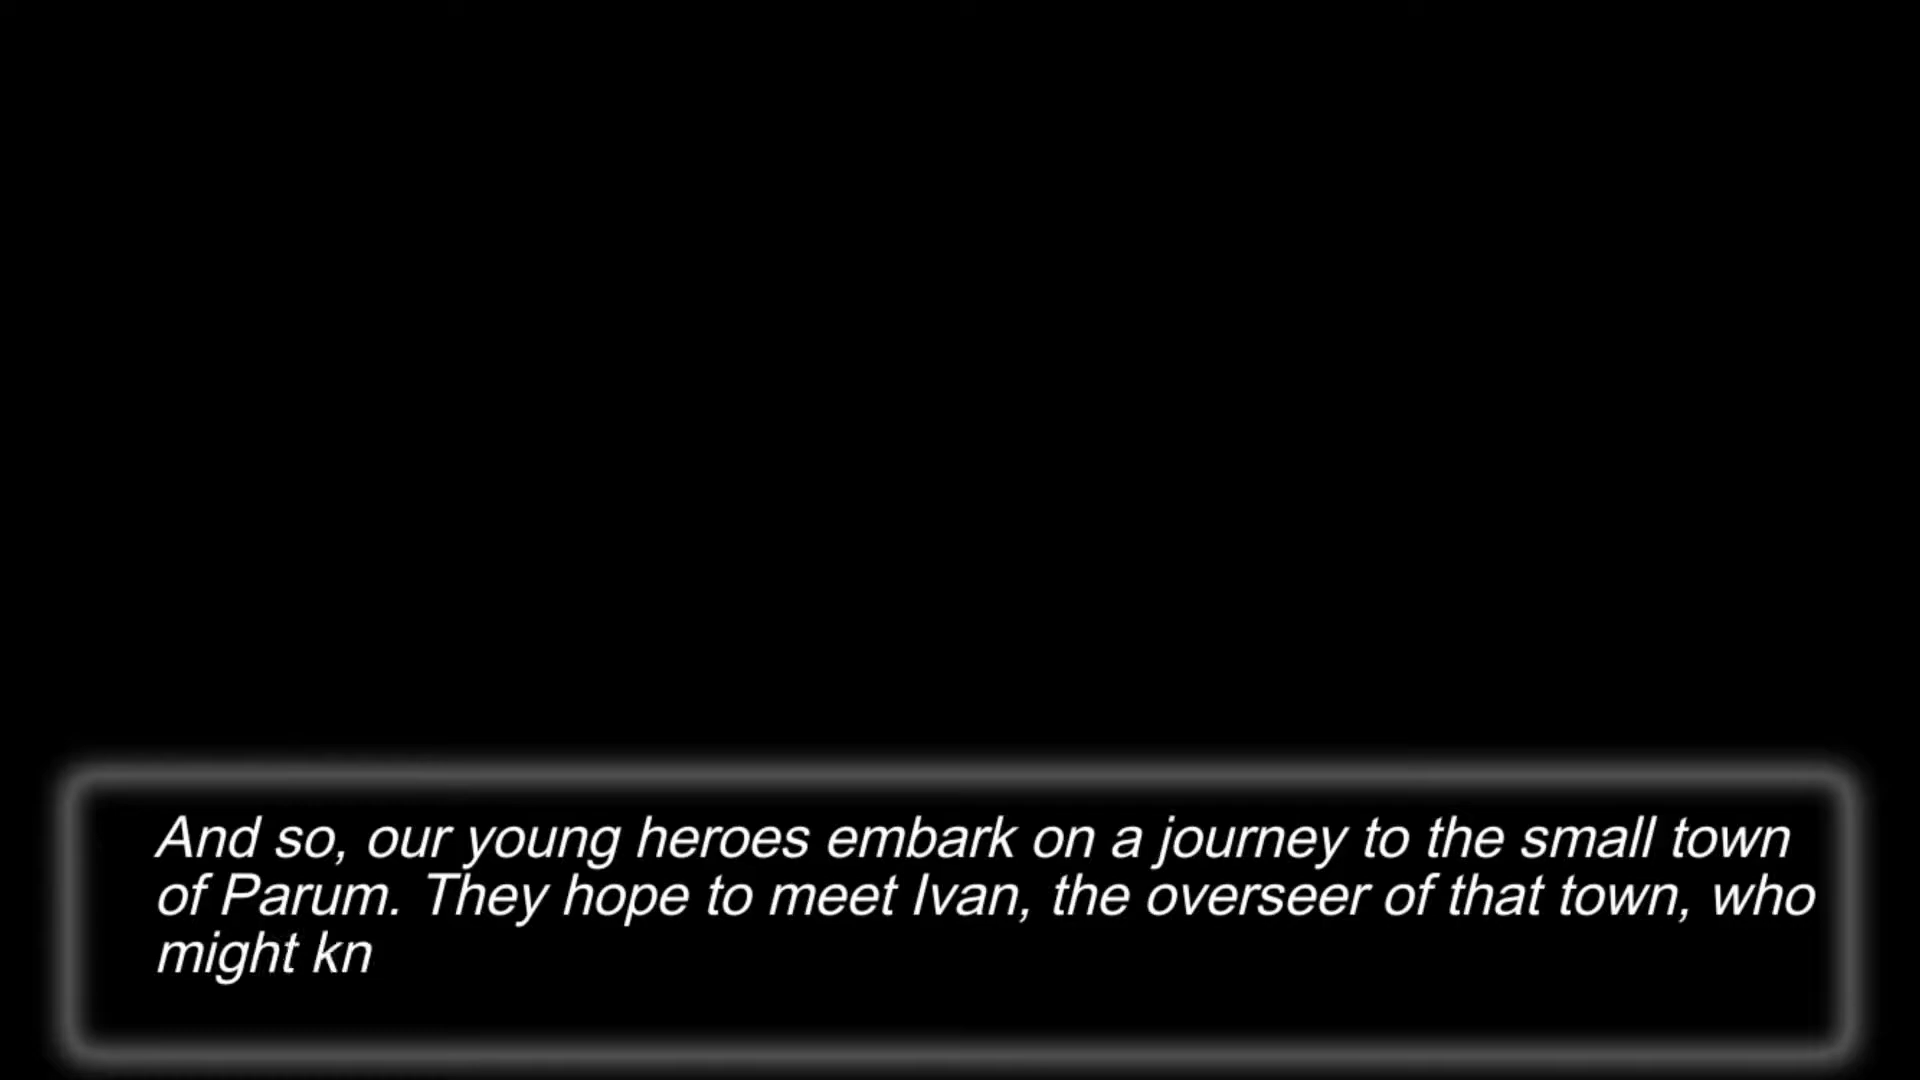 And so, our young heroes embark on a journey to the small town
of Parum. They hope to meet Ivan, the overseer of that town, who
might kn